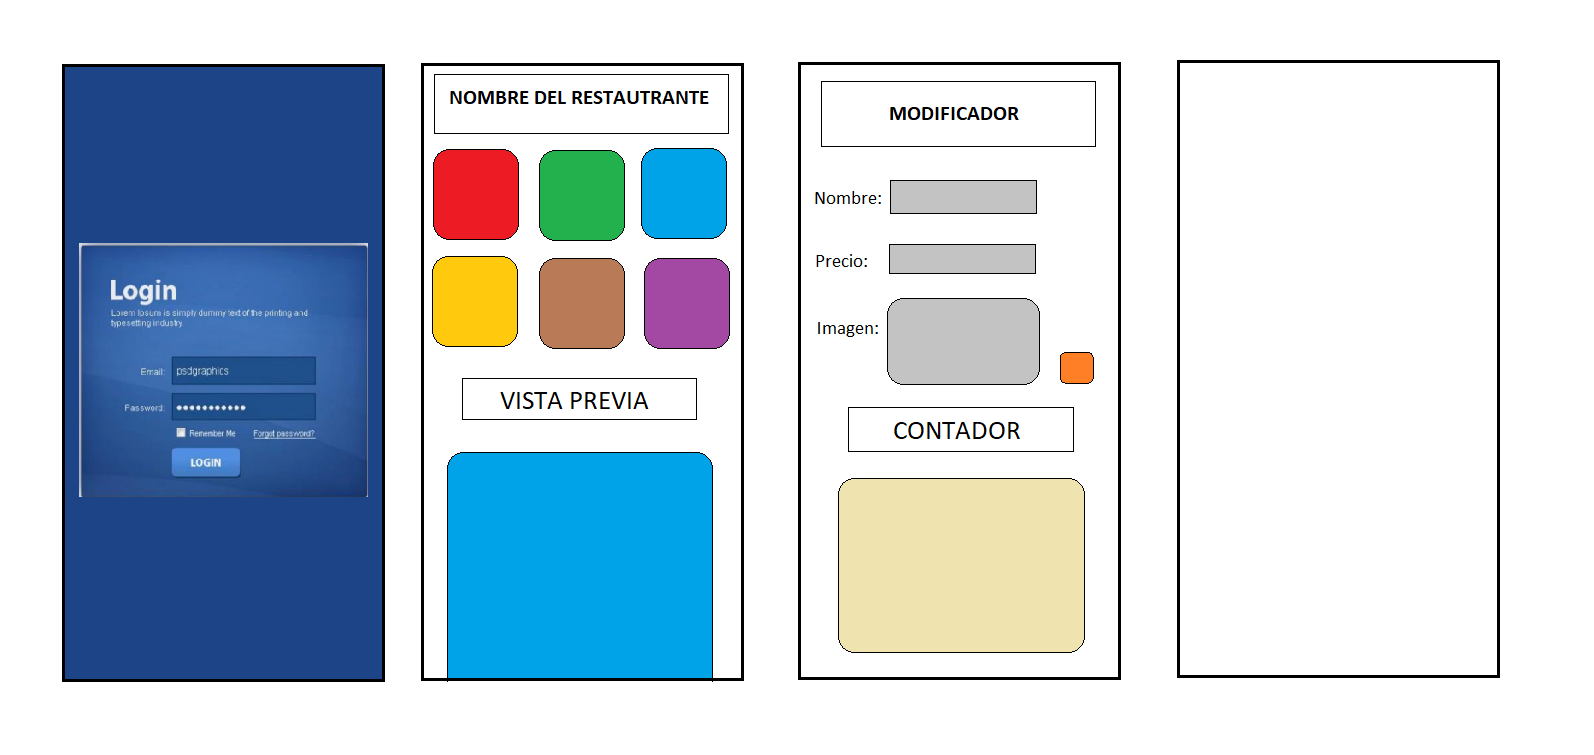 Login
Lorem Ipsum is simply dummy text of the printing and
typesetting industry.
Email:
psdgraphics
Password:
Remember Me
Forgot password?
LOGIN
NOMBRE DEL RESTAUTRANTE
VISTA PREVIA
MODIFICADOR
Nombre:
Precio:
Imagen:
CONTADOR